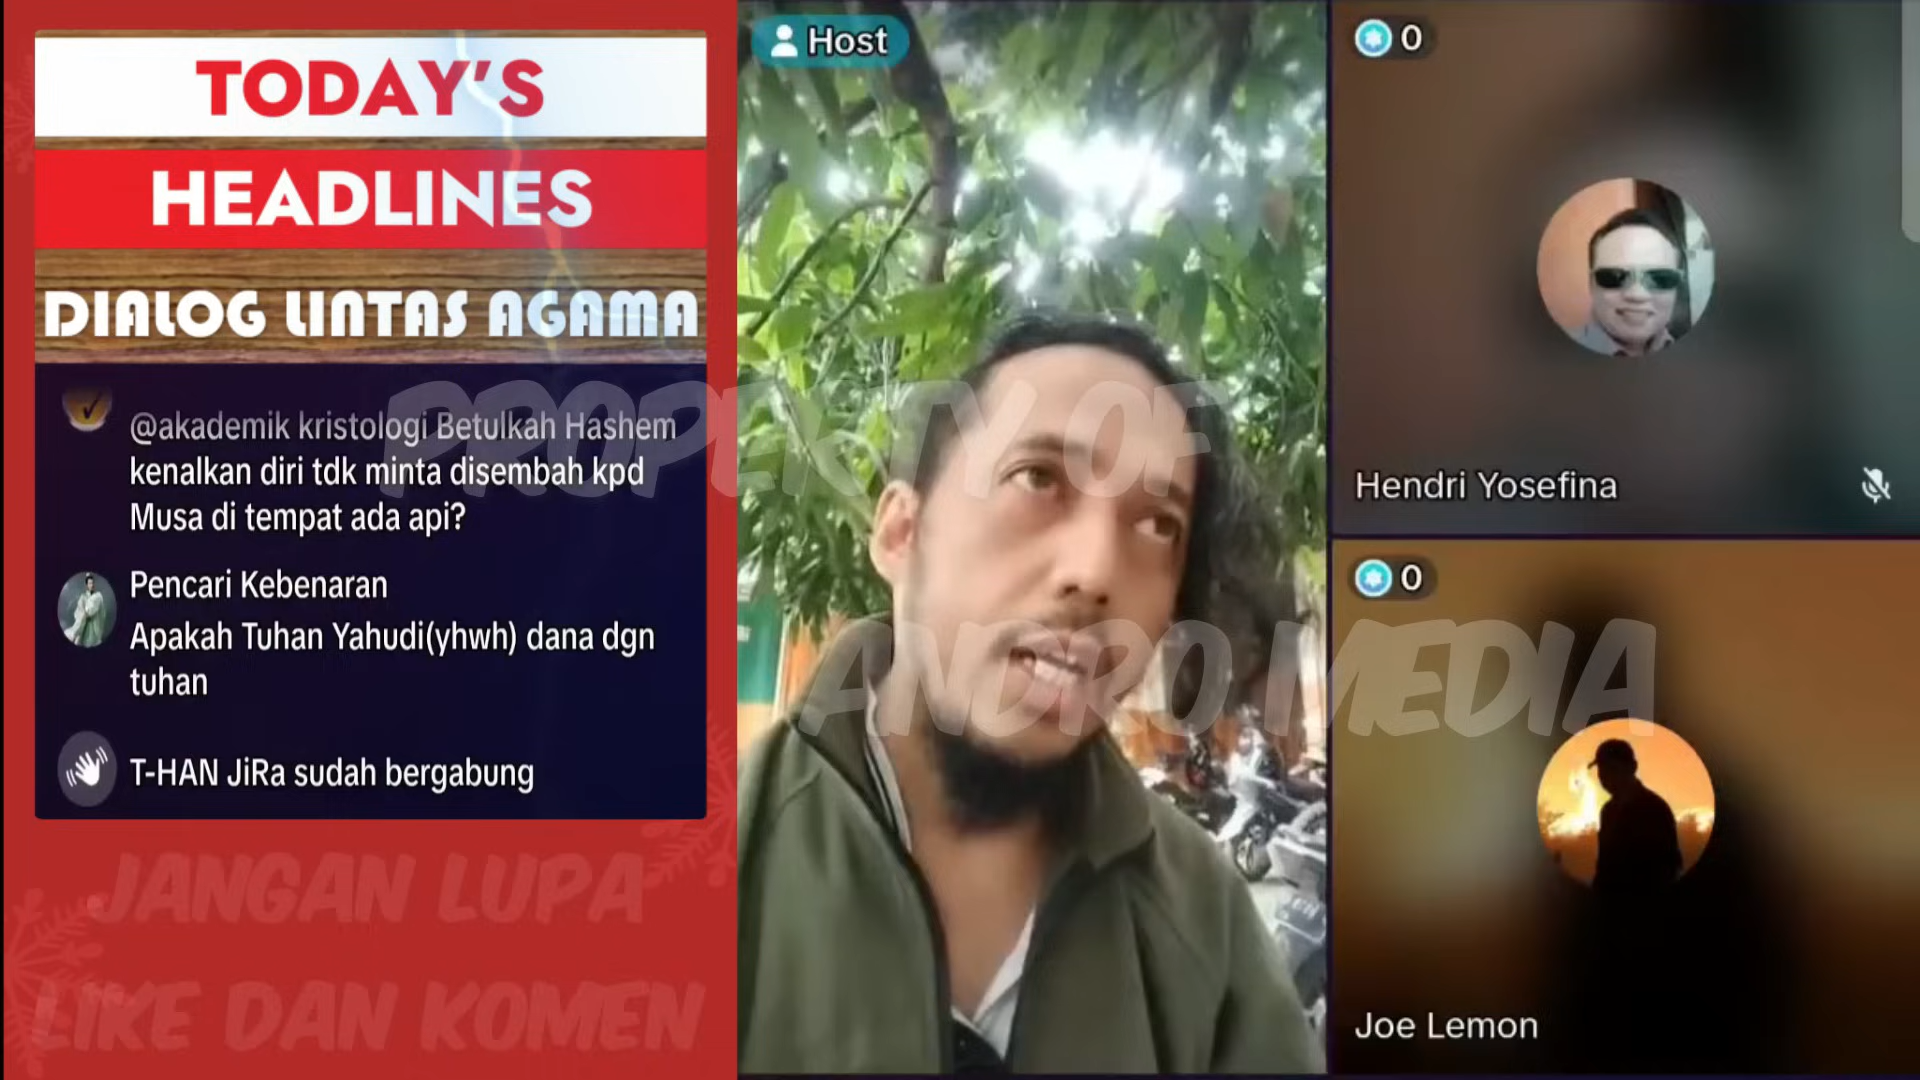 TODAY'S
HEADLINES
DIALOG LINTAS AGAMA
@akademik kristologi Betulkah Hashem
kenalkan diri tdk minta disembah kpd
Musa di tempat ada api?
Pencari Kebenaran
Apakah Tuhan Yahudi(yhwh) dana dgn
tuhan
T-HAN JiRa sudah bergabung
JANGAN LUPA
LIKE DAN KOMEN
Host
PROPERTY OF
ANDRO MEDIA
0
Hendri Yosefina
0
Joe Lemon